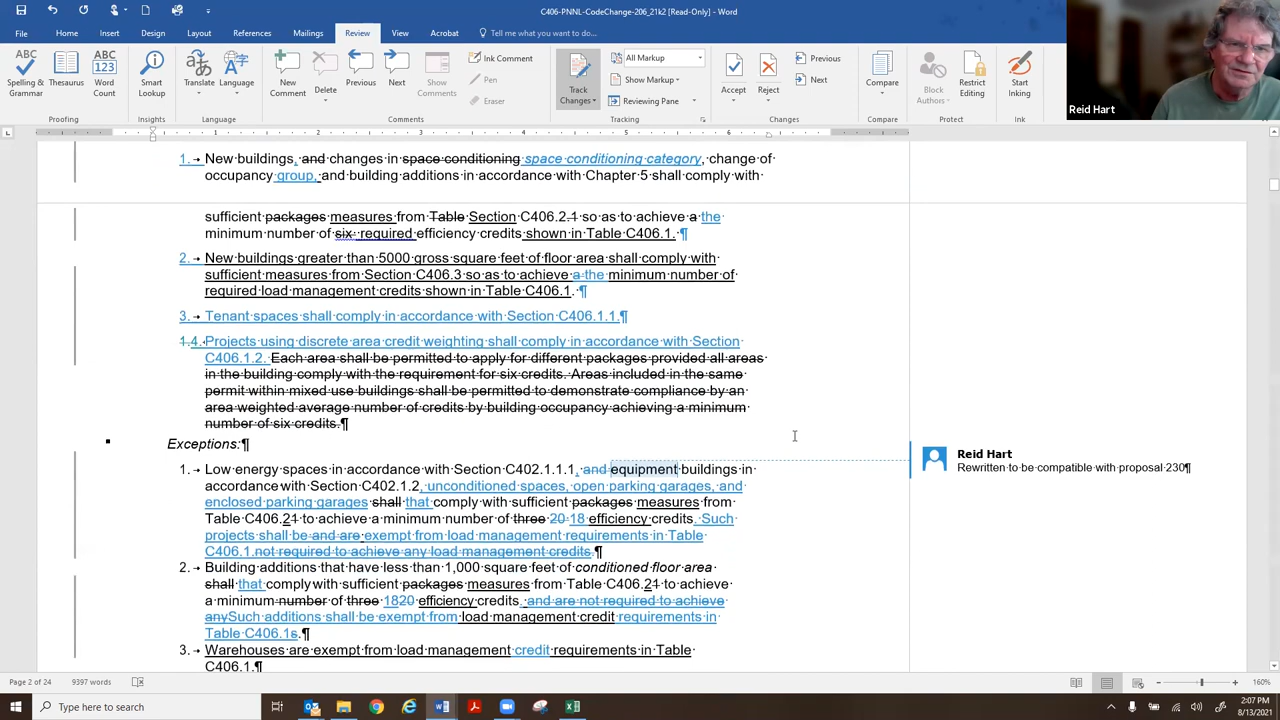 C406-PNNL-CodeChange-206_21k2 [Read-Only] - Word
File Home Insert Design Layout References Mailings Review View Acrobat Tell me what you want to do...
ABC Spelling & Grammar
Thesaurus
ABC 123 Word Count
Smart Lookup
Translate
Language
New Comment
Delete
Previous
Next
Show Comments
Ink Comment
Pen
Eraser
Track Changes
All Markup
Show Markup
Reviewing Pane
Accept
Reject
Previous
Next
Compare
Block Authors
Restrict Editing
Start Inking
Proofing Insights Language Comments Tracking Changes Compare Protect Ink
Reid Hart
1 2 3 4 5 6
1. New buildings, and changes in space conditioning space conditioning category, change of
occupancy group, and building additions in accordance with Chapter 5 shall comply with
sufficient packages measures from Table Section C406.2.1 so as to achieve a the
minimum number of six required efficiency credits shown in Table C406.1. ¶
2. New buildings greater than 5000 gross square feet of floor area shall comply with
sufficient measures from Section C406.3 so as to achieve a the minimum number of
required load management credits shown in Table C406.1. ¶
3. Tenant spaces shall comply in accordance with Section C406.1.1.¶
1.4. Projects using discrete area credit weighting shall comply in accordance with Section
C406.1.2. Each area shall be permitted to apply for different packages provided all areas
in the building comply with the requirement for six credits. Areas included in the same
permit within mixed use buildings shall be permitted to demonstrate compliance by an
area weighted average number of credits by building occupancy achieving a minimum
number of six credits.¶
Exceptions:¶
1. Low energy spaces in accordance with Section C402.1.1.1, and equipment buildings in
accordance with Section C402.1.2, unconditioned spaces, open parking garages, and
enclosed parking garages shall that comply with sufficient packages measures from
Table C406.21 to achieve a minimum number of three 20 18 efficiency credits. Such
projects shall be and are exempt from load management requirements in Table
C406.1.not required to achieve any load management credits.¶
2. Building additions that have less than 1,000 square feet of conditioned floor area
shall that comply with sufficient packages measures from Table C406.21 to achieve
a minimum number of three 1820 efficiency credits. and are not required to achieve
anySuch additions shall be exempt from load management credit requirements in
Table C406.1s.¶
3. Warehouses are exempt from load management credit requirements in Table
C406.1.¶
Reid Hart
Rewritten to be compatible with proposal 230¶
Page 2 of 24 9397 words 160%
Type here to search
2:07 PM
8/13/2021